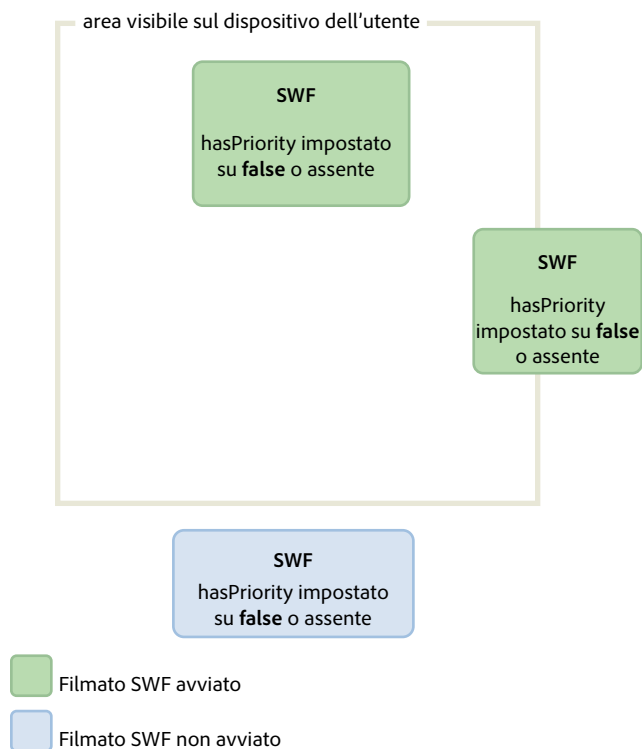 area visibile sul dispositivo dell'utente
SWF
hasPriority impostato
su false o assente
SWF
hasPriority
impostato su false
o assente
SWF
hasPriority impostato
su false o assente
Filmato SWF avviato
Filmato SWF non avviato